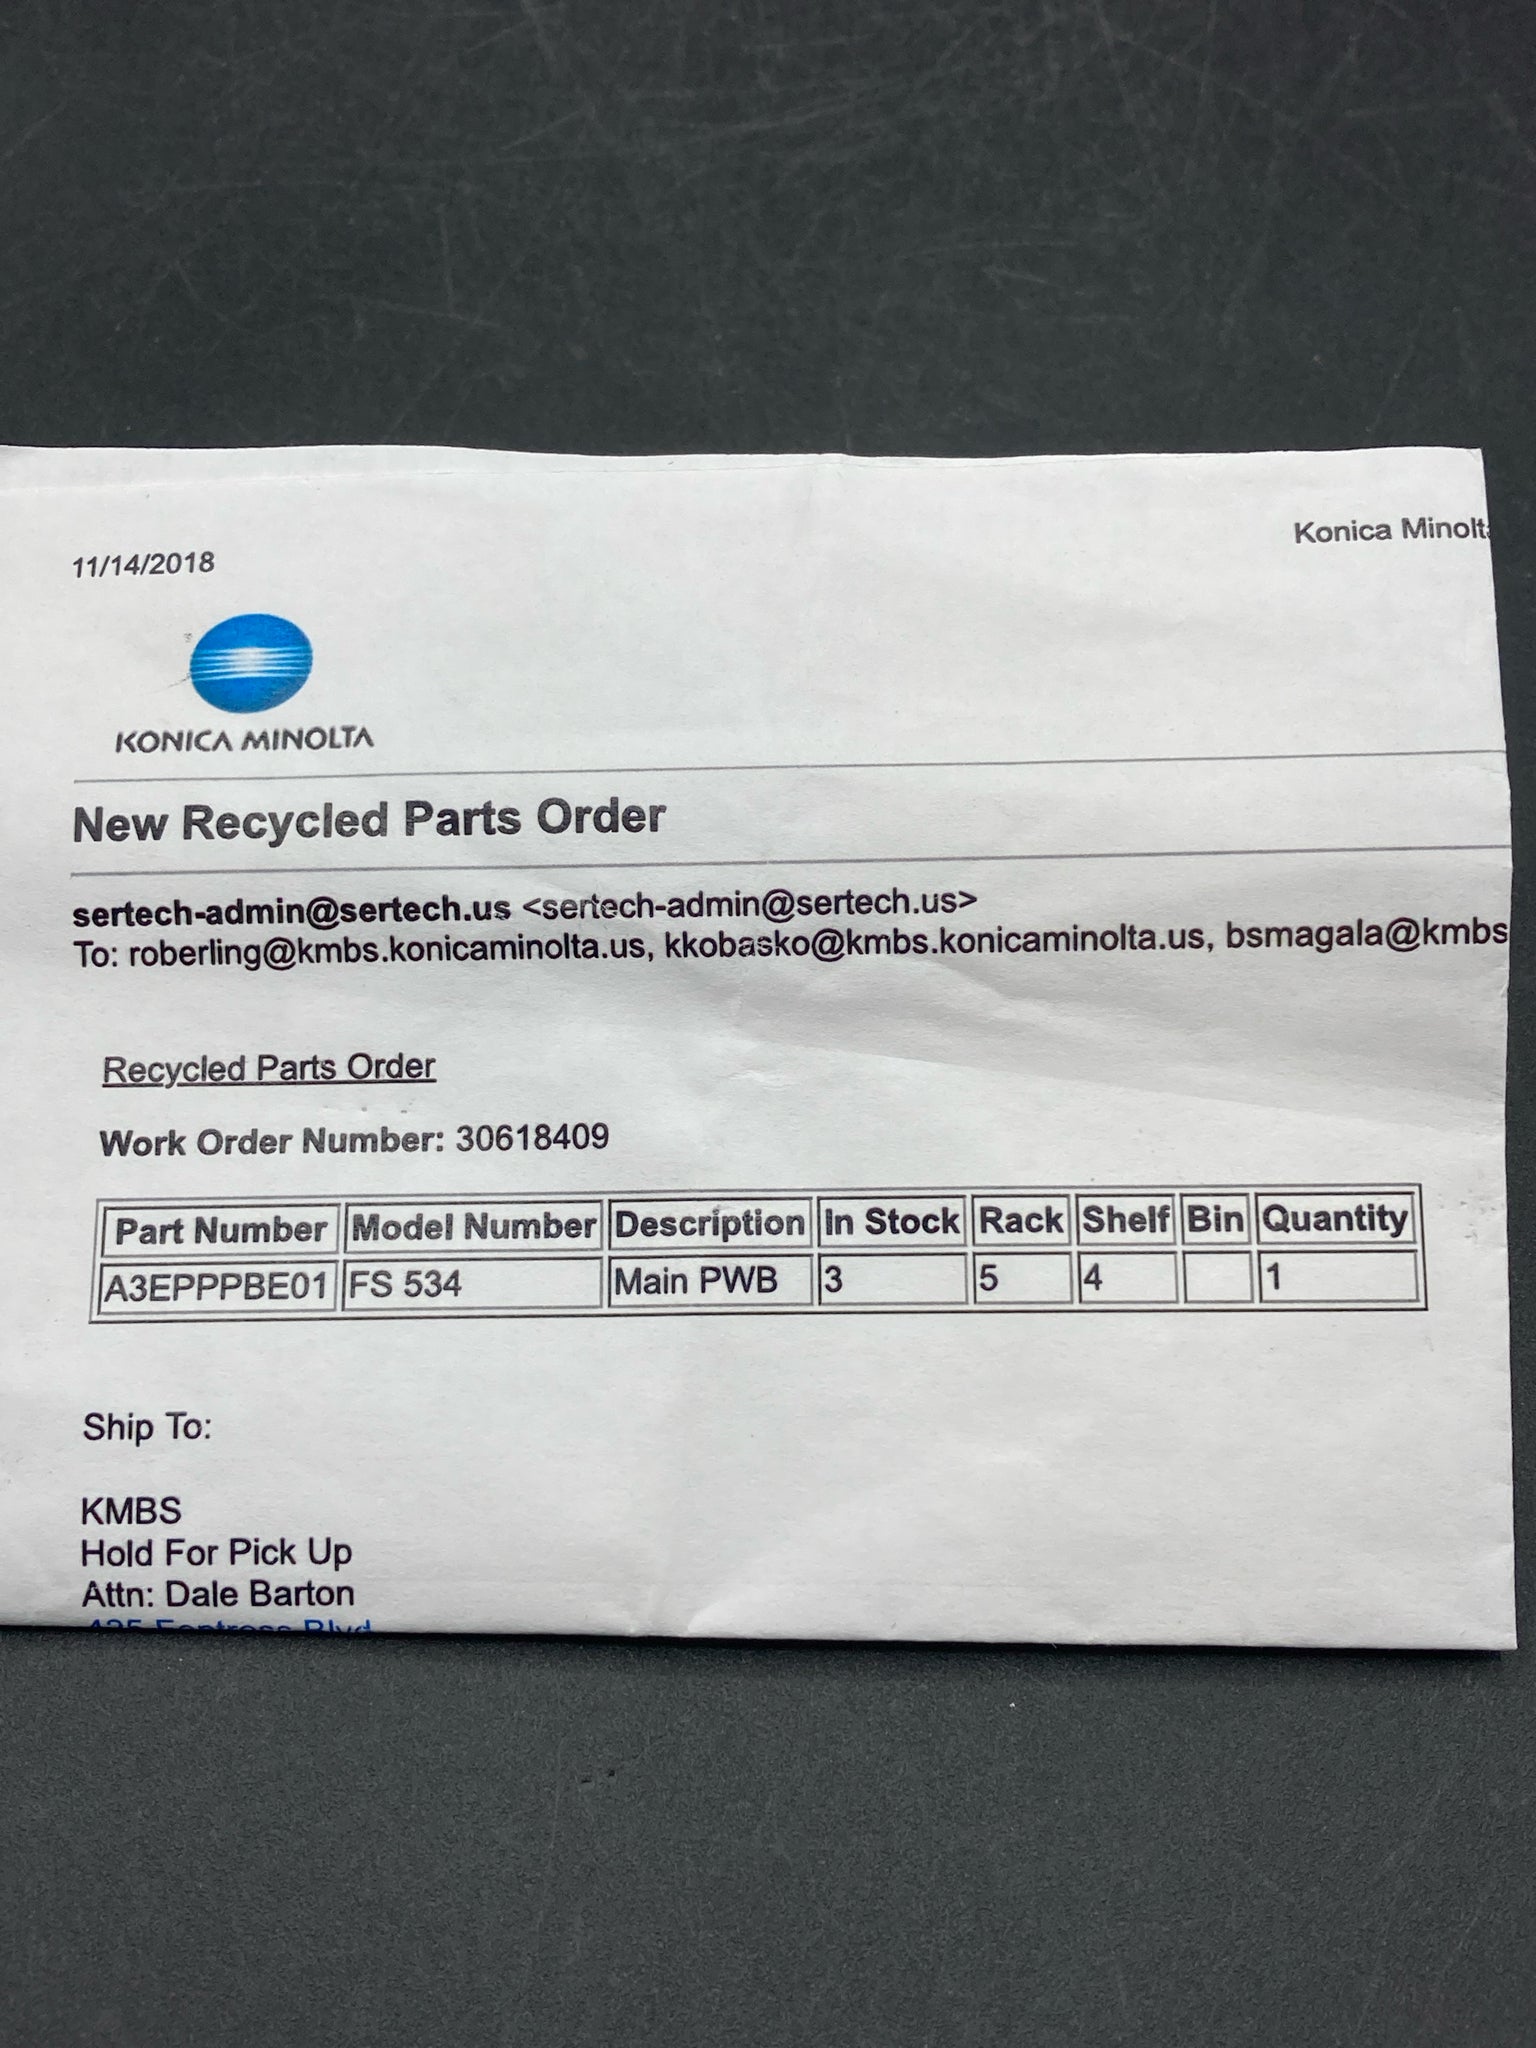 Konica Minolt
11/14/2018
KONICA MINOLTA
New Recycled Parts Order
sertech-admin@sertech.us <sertech-admin@sertech.us>
To: roberling@kmbs.konicaminolta.us, kkobasko@kmbs.konicaminolta.us, bsmagala@kmbs
Recycled Parts Order
Work Order Number: 30618409
Part Number Model Number Description In Stock Rack Shelf Bin Quantity
A3EPPPBE01 FS 534 Main PWB 3 5 4 1
Ship To:
KMBS
Hold For Pick Up
Attn: Dale Barton